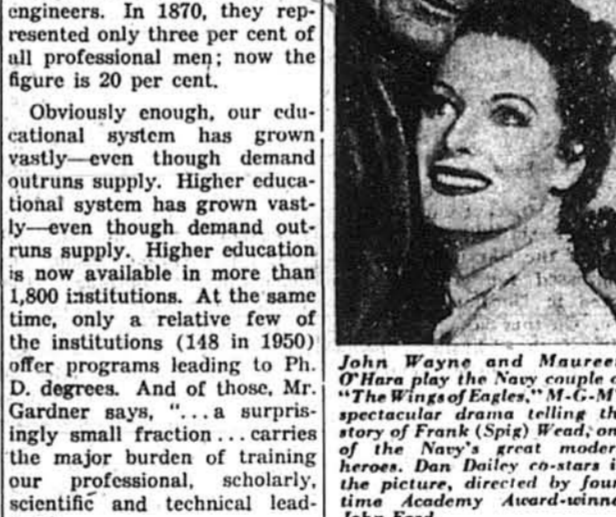 engineers. In 1870, they rep-
resented only three per cent of
all professional men; now the
figure is 20 per cent.
Obviously enough, our edu-
cational system has grown
vastly—even though demand
outruns supply. Higher educa-
tional system has grown vast-
ly—even though demand out-
runs supply. Higher education
is now available in more than
1,800 institutions. At the same
time, only a relative few of
the institutions (148 in 1950)
offer programs leading to Ph.
D. degrees. And of those, Mr.
Gardner says, "...a surpris-
ingly small fraction...carries
the major burden of training
our professional, scholarly,
scientific and technical lead-
John Wayne and Maureen
O'Hara play the Navy couple
"The Wings of Eagles," M-G-M
spectacular drama telling th
story of Frank (Spig) Wead, on
of the Navy's great moder
heroes. Dan Dailey co-stars i
the picture, directed by four
time Academy Award-winne
John Ford.